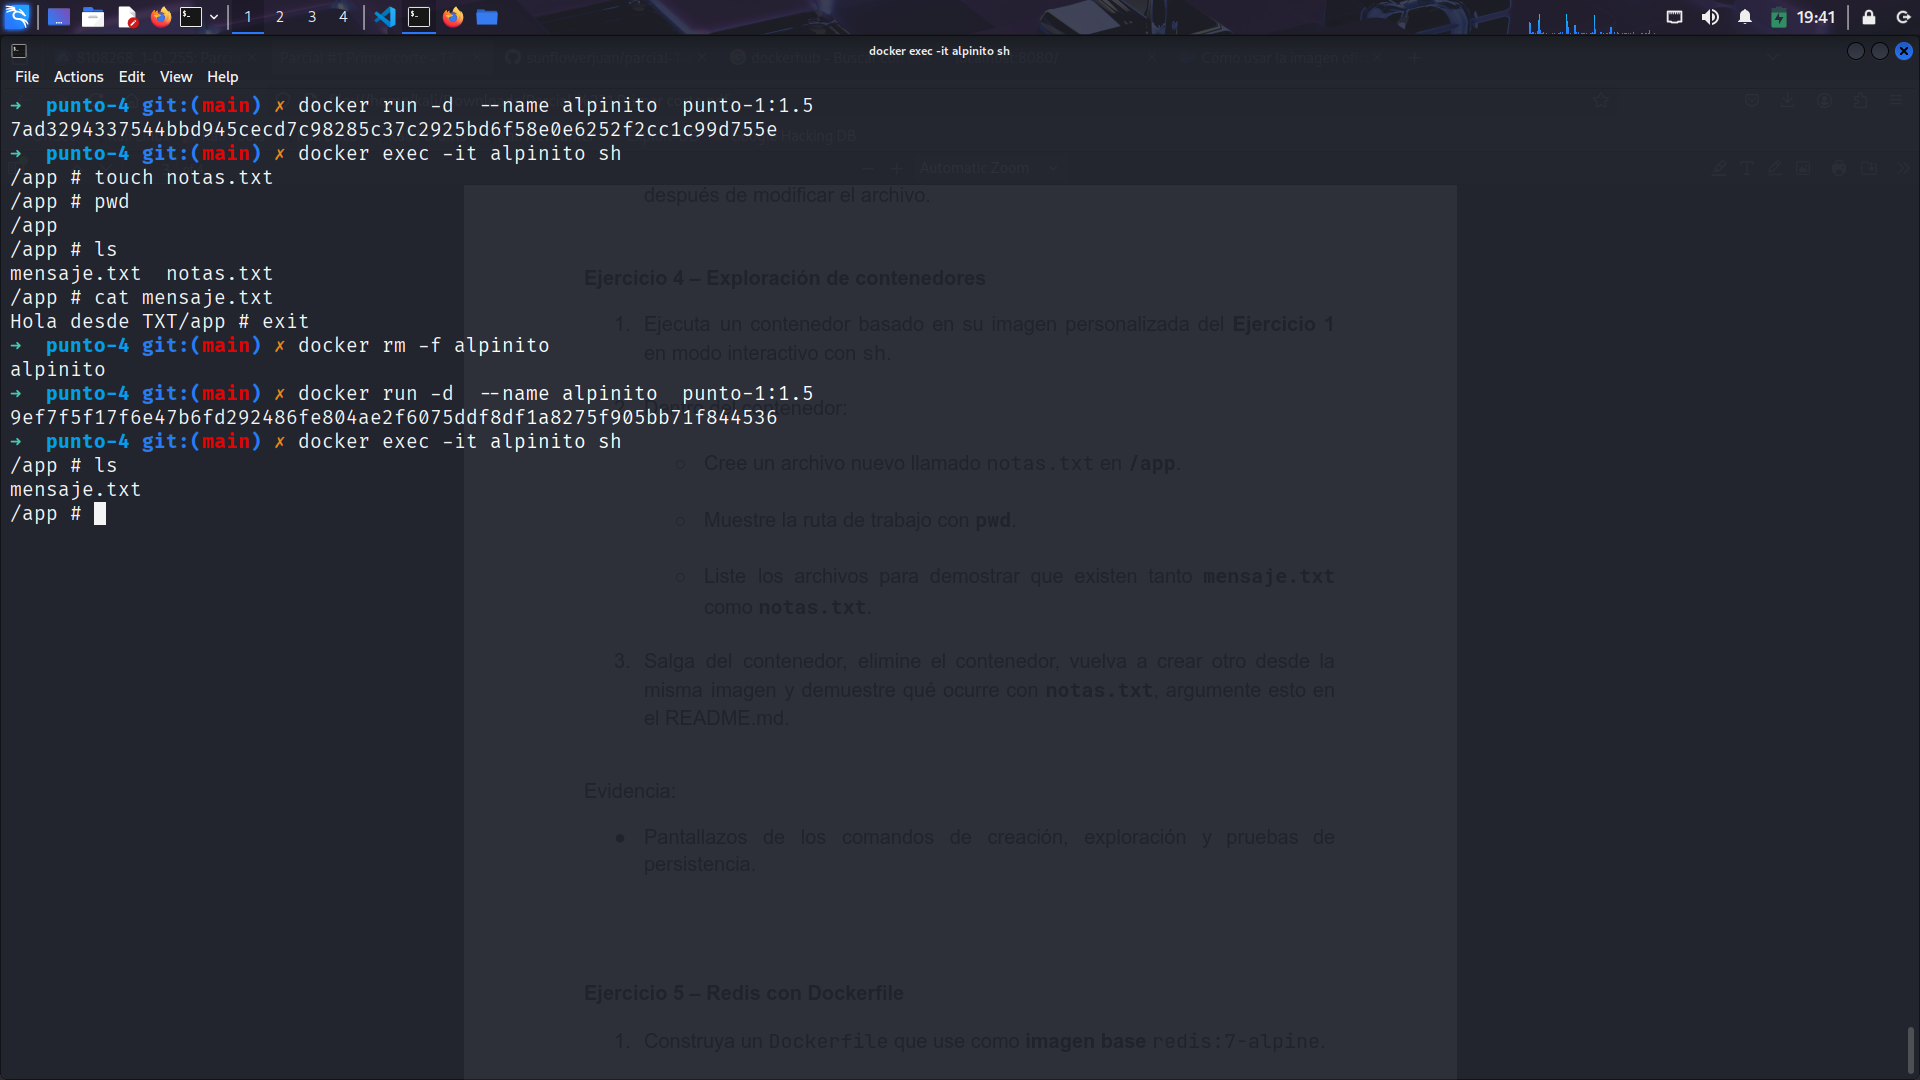 1 2 3 4
19:41
docker exec -it alpinito sh
File Actions Edit View Help
➜ punto-4 git:(main) ✗ docker run -d --name alpinito punto-1:1.5
7ad3294337544bbd945cecd7c98285c37c2925bd6f58e0e6252f2cc1c99d755e
➜ punto-4 git:(main) ✗ docker exec -it alpinito sh
/app # touch notas.txt
/app # pwd
/app
/app # ls
mensaje.txt notas.txt
/app # cat mensaje.txt
Hola desde TXT/app # exit
➜ punto-4 git:(main) ✗ docker rm -f alpinito
alpinito
➜ punto-4 git:(main) ✗ docker run -d --name alpinito punto-1:1.5
9ef7f5f17f6e47b6fd292486fe804ae2f6075ddf8df1a8275f905bb71f844536
➜ punto-4 git:(main) ✗ docker exec -it alpinito sh
/app # ls
mensaje.txt
/app #
Hacking DB
Automatic Zoom
después de modificar el archivo.
Ejercicio 4 – Exploración de contenedores
1. Ejecuta un contenedor basado en su imagen personalizada del Ejercicio 1
en modo interactivo con sh.
contenedor:
○ Cree un archivo nuevo llamado notas.txt en /app.
○ Muestre la ruta de trabajo con pwd.
○ Liste los archivos para demostrar que existen tanto mensaje.txt
como notas.txt.
3. Salga del contenedor, elimine el contenedor, vuelva a crear otro desde la
misma imagen y demuestre qué ocurre con notas.txt, argumente esto en
el README.md.
Evidencia:
● Pantallazos de los comandos de creación, exploración y pruebas de
persistencia.
Ejercicio 5 – Redis con Dockerfile
1. Construya un Dockerfile que use como imagen base redis:7-alpine.